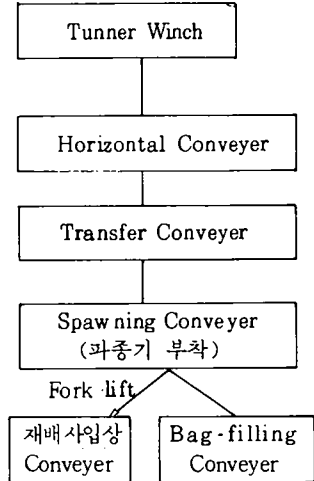 Tunner Winch
Horizontal Conveyer
Transfer Conveyer
Spawning Conveyer
(파종기 부착)
Fork lift
재배사입상
Conveyer
Bag-filling
Conveyer